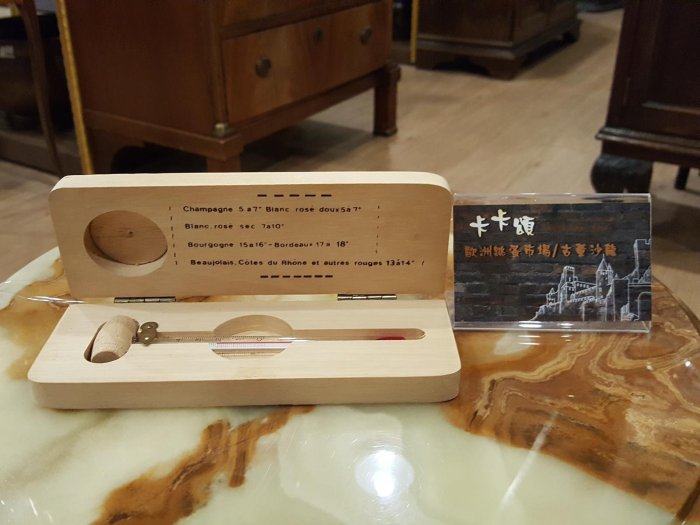 Champagne 5 à 7° Blanc, rosé doux 5 à 7°
Blanc, rosé sec 7 à 10°
Bourgogne 15 à 16° - Bordeaux 17 à 18°
Beaujolais, Côtes du Rhône et autres rouges 13 à 14°
卡卡頌
歐洲跳蚤市場/古董沙龍